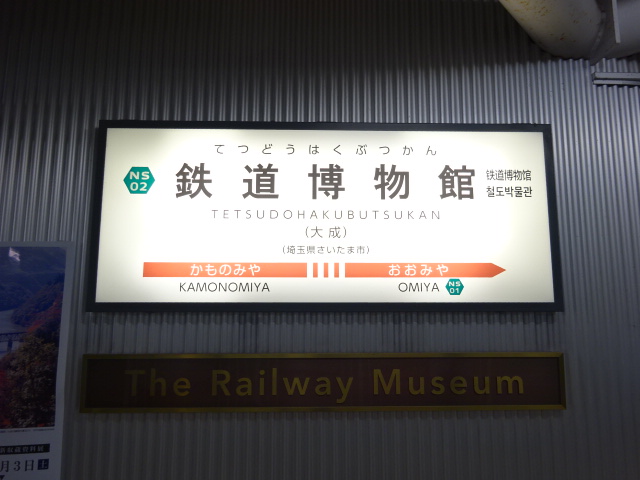 てつどうはくぶつかん
NS
02
鉄道博物館
铁道博物馆
철도박물관
TETSUDOHAKUBUTSUKAN
（大成）
（埼玉県さいたま市）
かものみや
おおみや
KAMONOMIYA
OMIYA
NS
01
The Railway Museum
月3日土